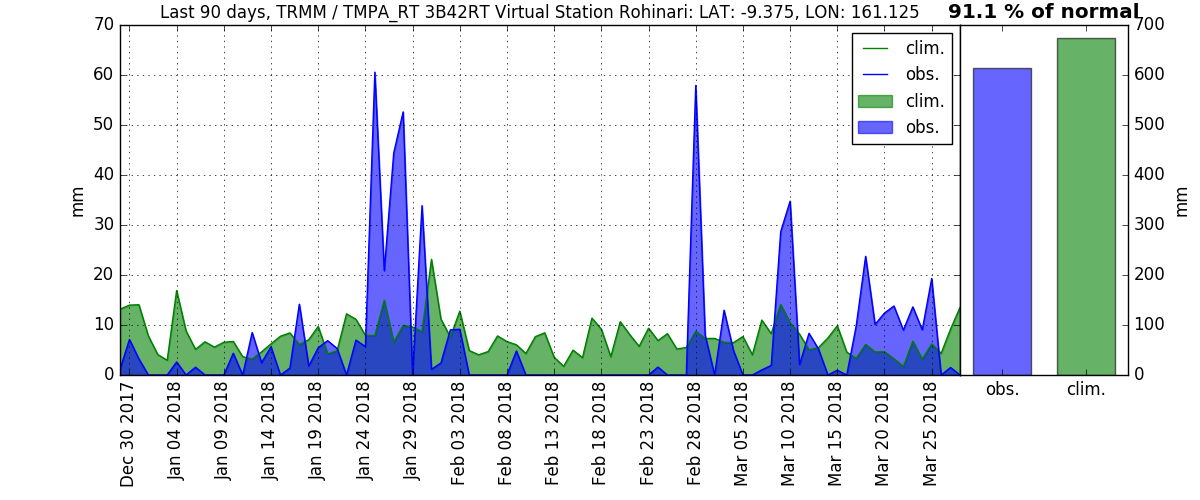 Last 90 days, TRMM / TMPA_RT 3B42RT Virtual Station Rohinari: LAT: -9.375, LON: 161.125
91.1 % of normal
70
60
50
40
30
20
10
0
mm
clim.
obs.
clim.
obs.
700
600
500
400
300
200
100
0
mm
Dec 30 2017
Jan 04 2018
Jan 09 2018
Jan 14 2018
Jan 19 2018
Jan 24 2018
Jan 29 2018
Feb 03 2018
Feb 08 2018
Feb 13 2018
Feb 18 2018
Feb 23 2018
Feb 28 2018
Mar 05 2018
Mar 10 2018
Mar 15 2018
Mar 20 2018
Mar 25 2018
obs.
clim.